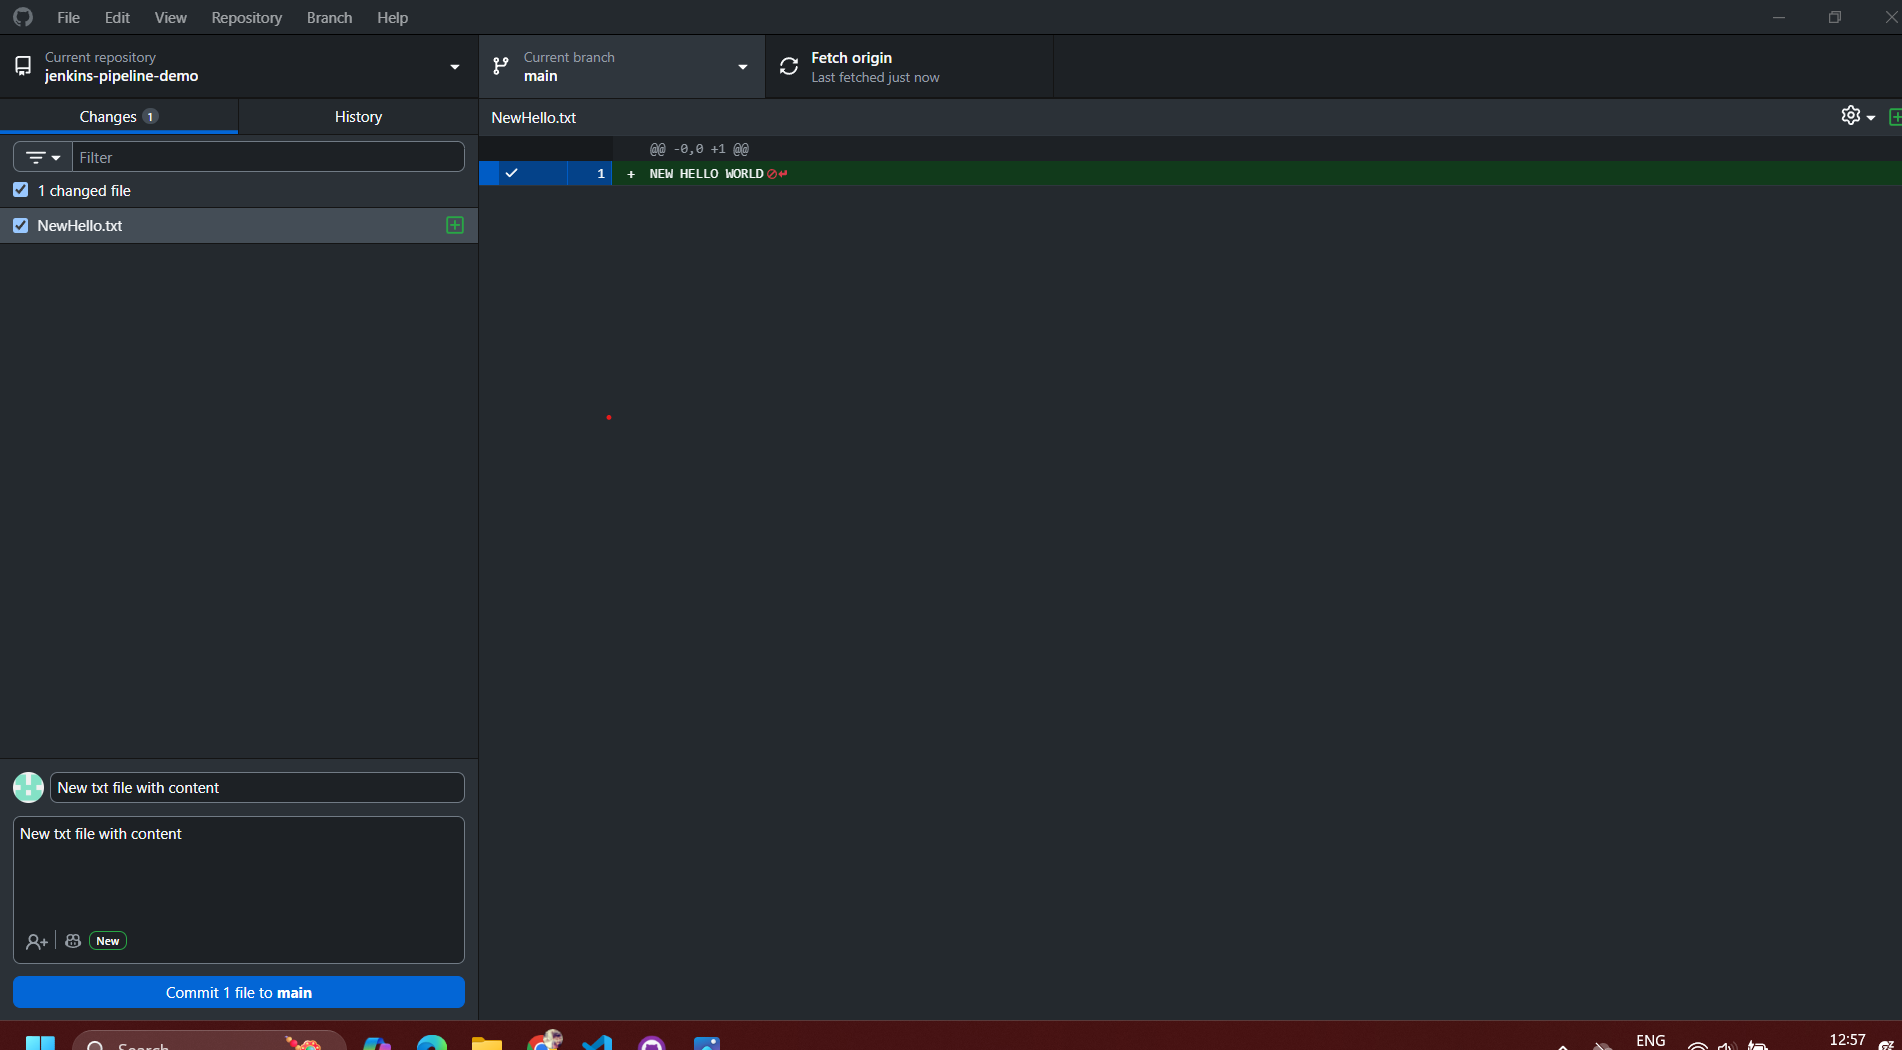 File Edit View Repository Branch Help
Current repository
jenkins-pipeline-demo
Current branch
main
Fetch origin
Last fetched just now
Changes 1
History
NewHello.txt
Filter
1 changed file
NewHello.txt
@@ -0,0 +1 @@
1 + NEW HELLO WORLD
New txt file with content
New txt file with content
New
Commit 1 file to main
Search
ENG
12:57